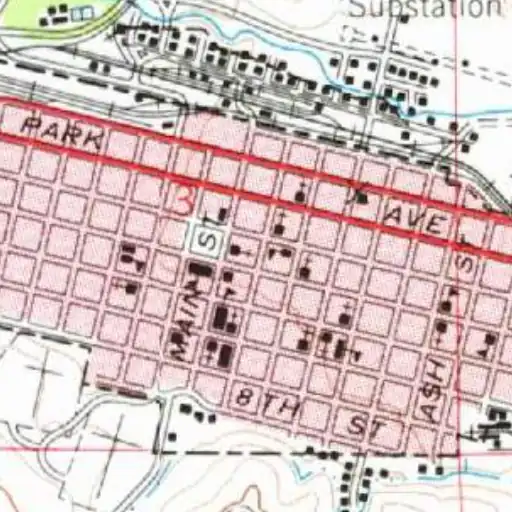 Substation
PARK AVE
3
ST
ST
MAIN
ASH
8TH ST